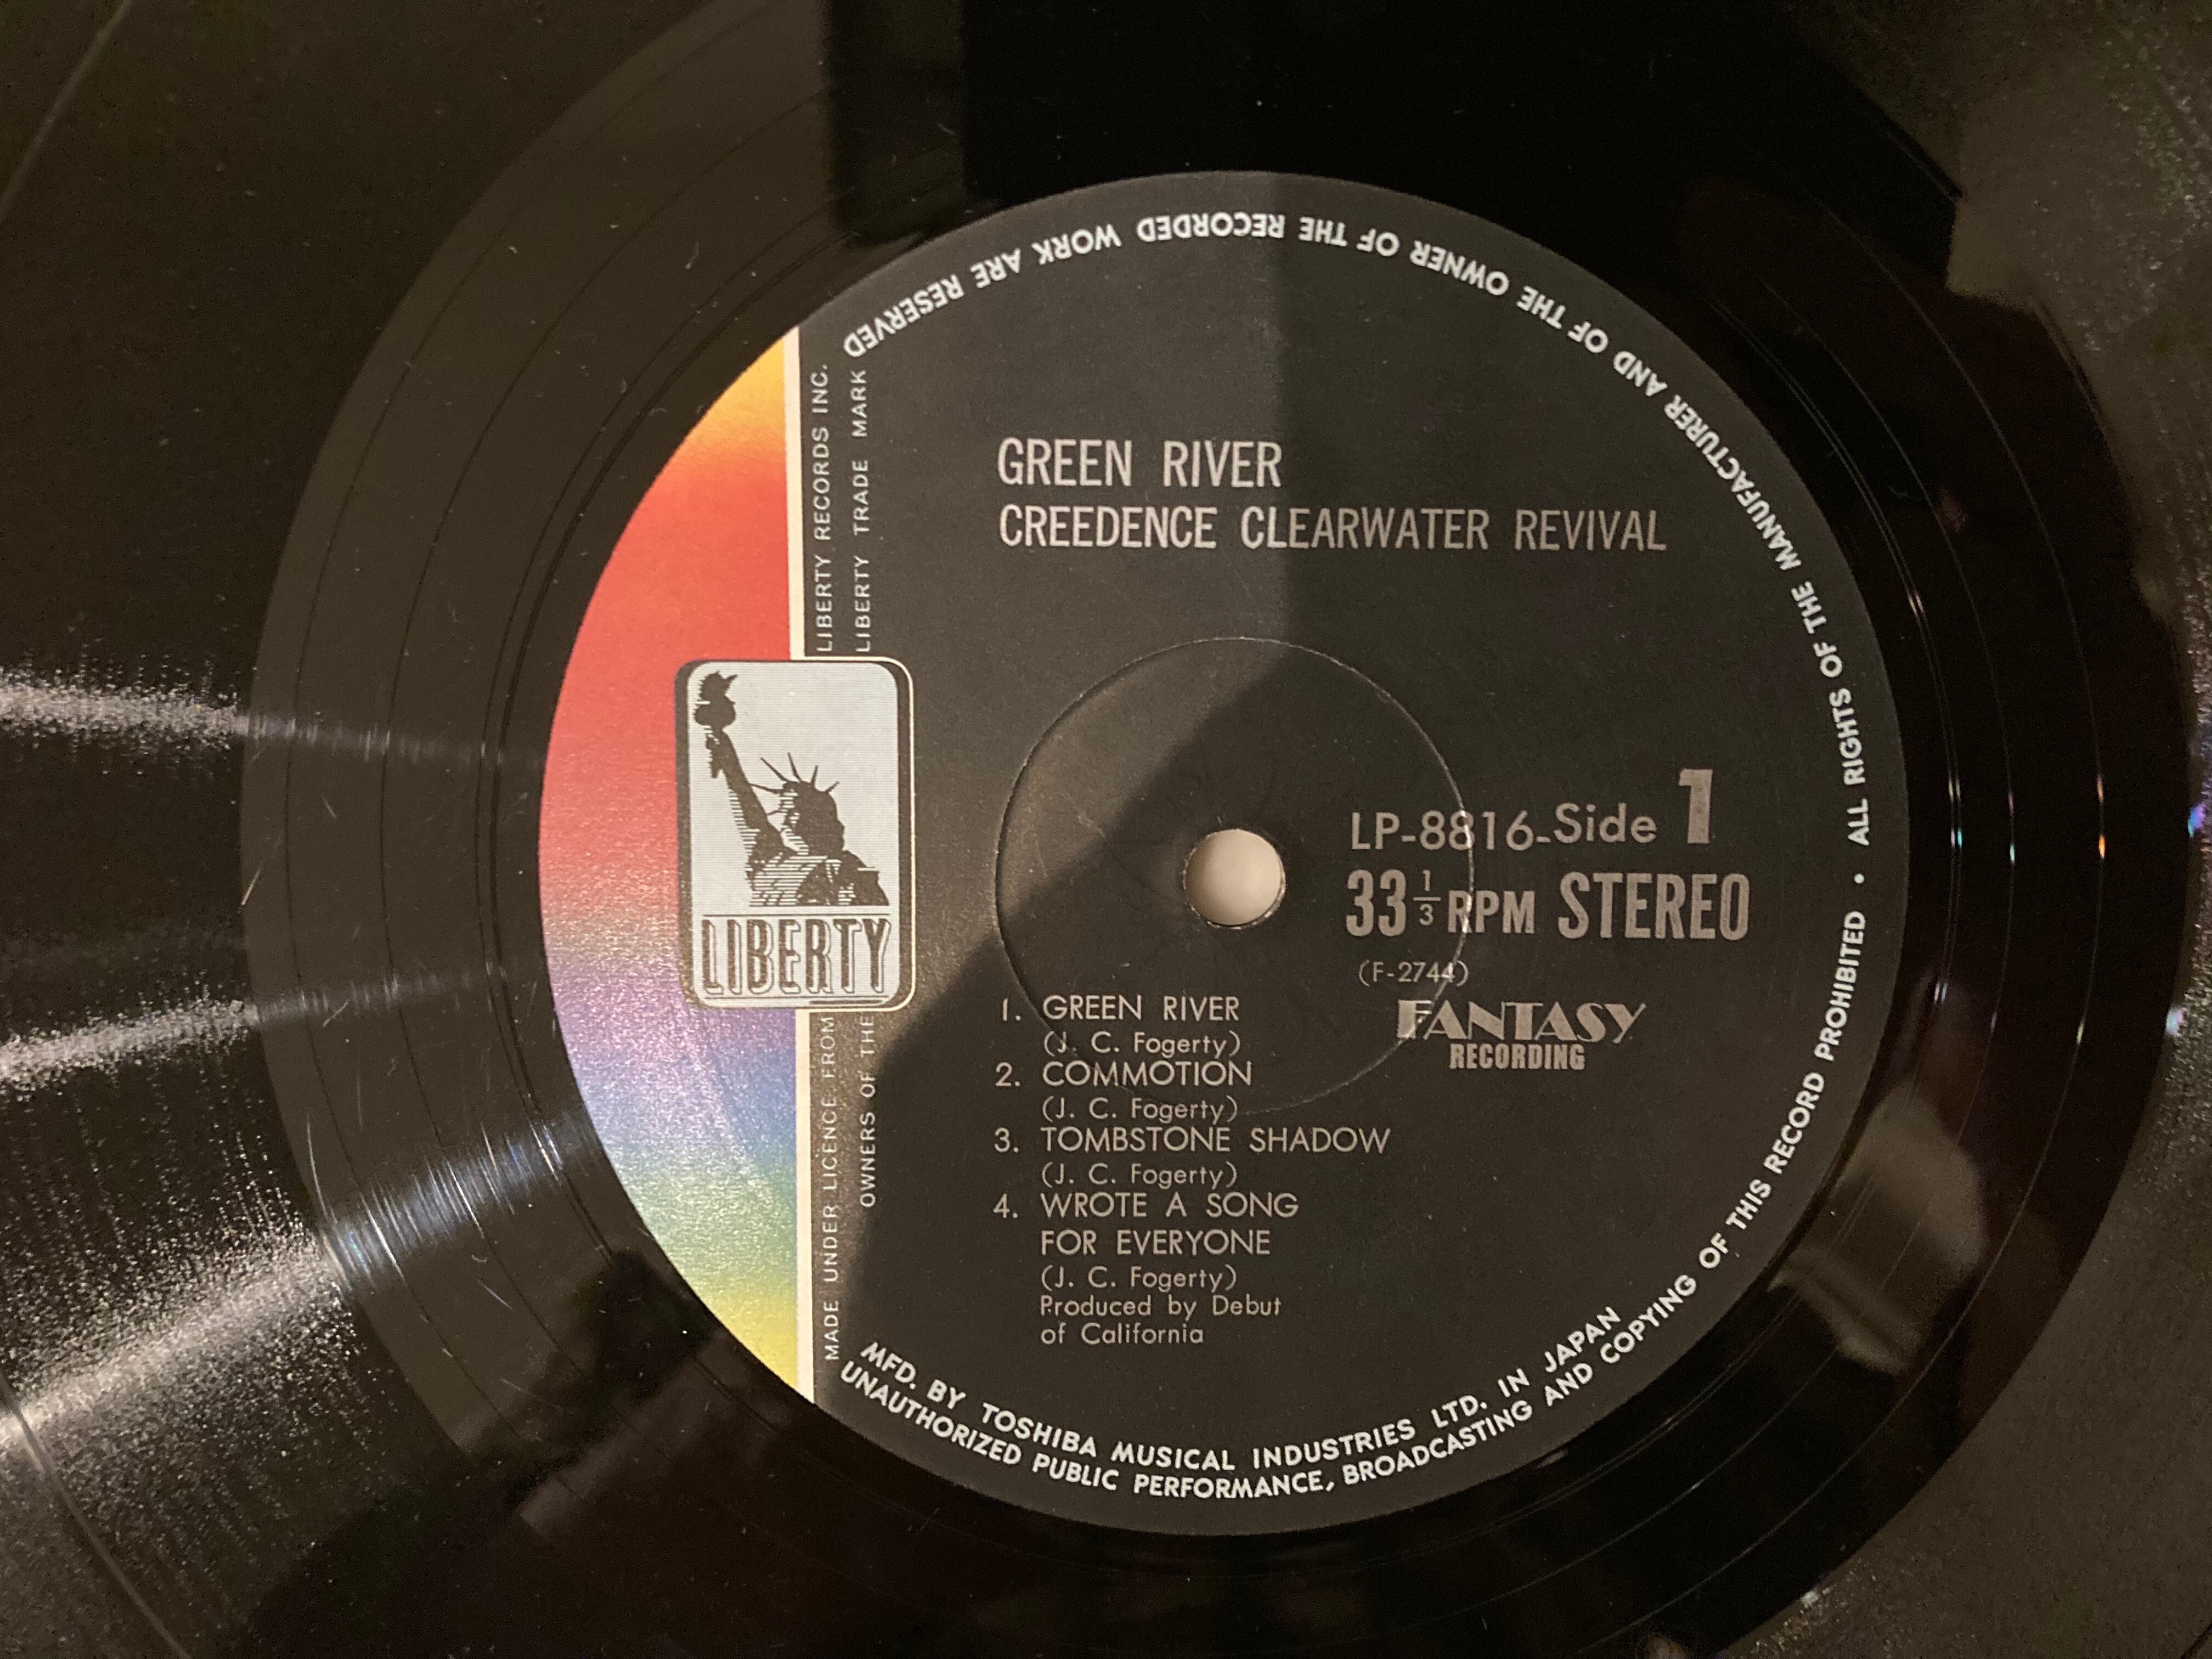 GREEN RIVER
CREEDENCE CLEARWATER REVIVAL
LIBERTY RECORDS INC.
LIBERTY TRADE MARK
LIBERTY
MADE UNDER LICENCE FROM
OWNERS OF THE
LP-8816-Side 1
33 1/3 RPM STEREO
(F-2744)
FANTASY
RECORDING
1. GREEN RIVER
(J. C. Fogerty)
2. COMMOTION
(J. C. Fogerty)
3. TOMBSTONE SHADOW
(J. C. Fogerty)
4. WROTE A SONG
FOR EVERYONE
(J. C. Fogerty)
Produced by Debut
of California
MFD. BY TOSHIBA MUSICAL INDUSTRIES LTD. IN JAPAN
UNAUTHORIZED PUBLIC PERFORMANCE, BROADCASTING AND COPYING OF THIS RECORD PROHIBITED • ALL RIGHTS OF THE MANUFACTURER AND OF THE OWNER OF THE RECORDED WORK ARE RESERVED